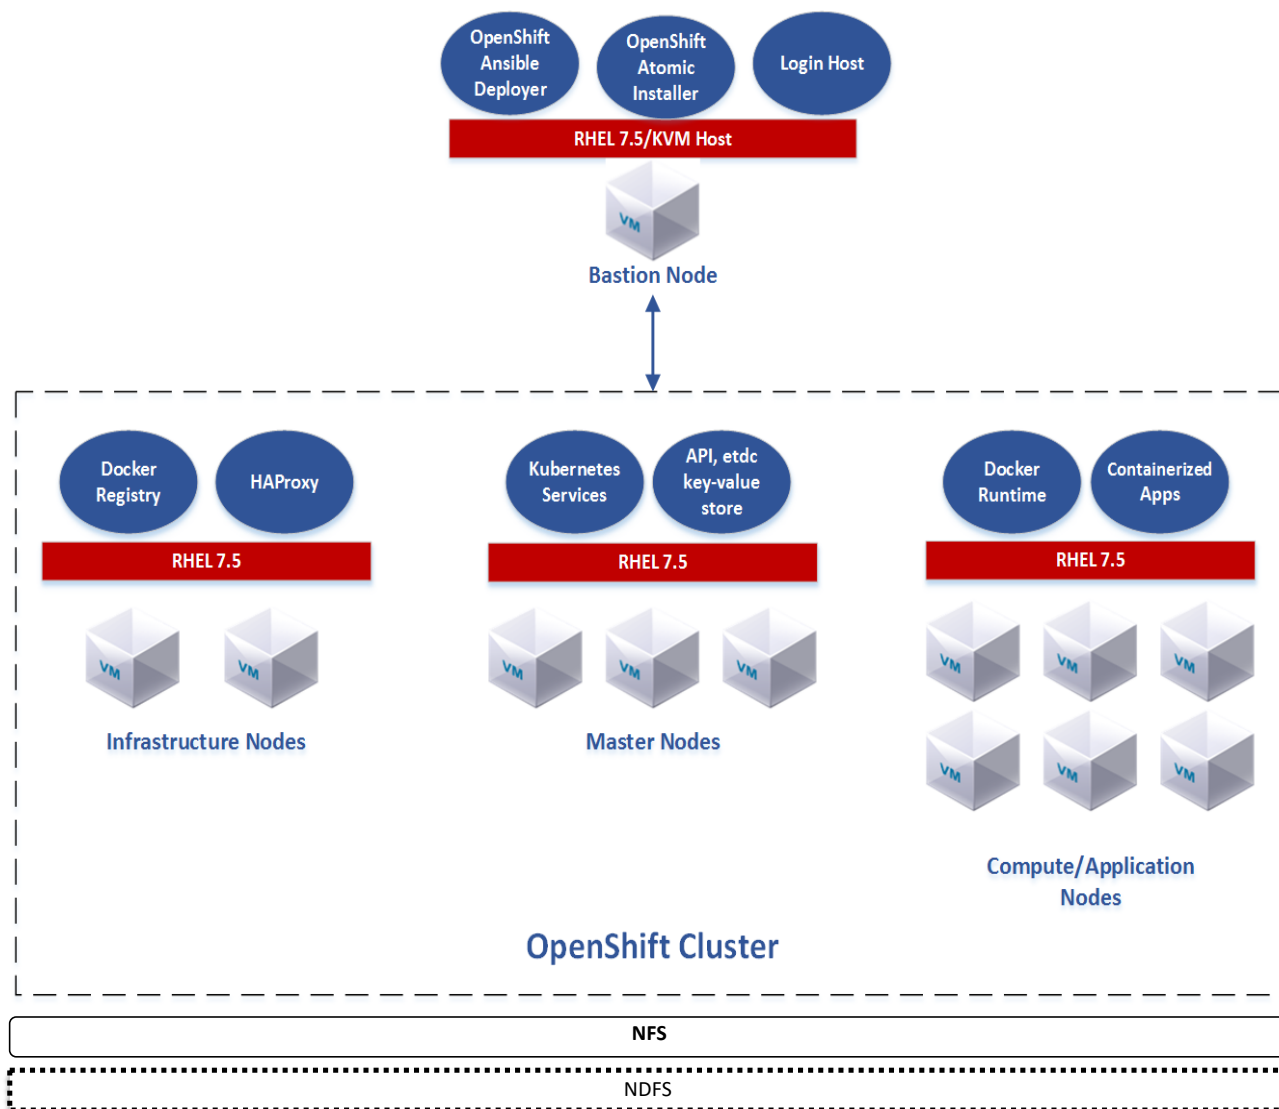 OpenShift
Ansible
Deployer
OpenShift
Atomic
Installer
Login Host
RHEL 7.5/KVM Host
VM
Bastion Node
Docker
Registry
HAProxy
Kubernetes
Services
API, etdc
key-value
store
Docker
Runtime
Containerized
Apps
RHEL 7.5
RHEL 7.5
RHEL 7.5
VM
VM
VM
VM
VM
VM
VM
VM
Infrastructure Nodes
Master Nodes
VM
VM
VM
Compute/Application
Nodes
OpenShift Cluster
NFS
NDFS